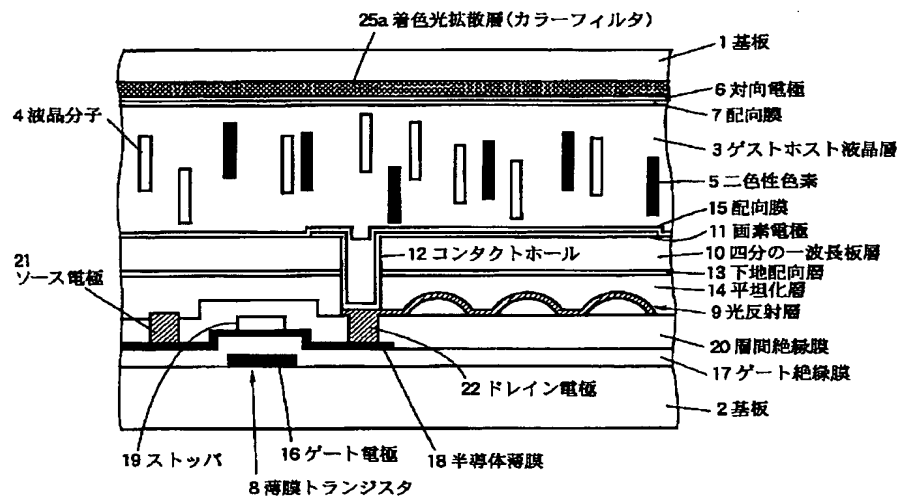 25a 着色光拡散層(カラーフィルタ)
1 基板
6 対向電極
4 液晶分子
7 配向膜
3 ゲストホスト液晶層
5 二色性色素
15 配向膜
11 画素電極
12 コンタクトホール
10 四分の一波長板層
21
ソース電極
13 下地配向層
14 平坦化層
9 光反射層
20 層間絶縁膜
17 ゲート絶縁膜
22 ドレイン電極
2 基板
19 ストッパ
16 ゲート電極
18 半導体薄膜
8 薄膜トランジスタ